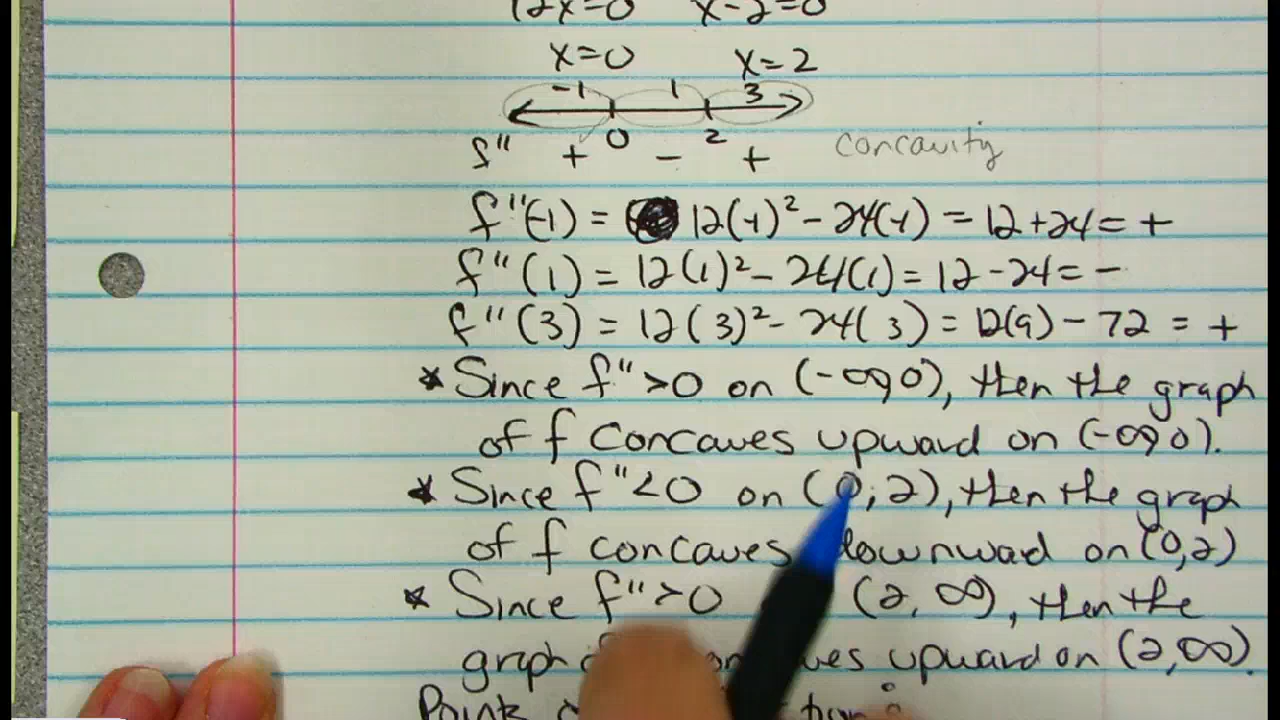 12x=0 x-2=0
x=0 x=2
-1 1 3
0 2
f" + - + concavity
f"(-1) = 12(-1)²-24(-1) = 12+24= +
f"(1) = 12(1)²- 24(1)= 12-24= -
f"(3) = 12(3)²- 24(3)= 12(9) - 72 = +
* Since f">0 on (-∞,0), then the graph
of f concaves upward on (-∞,0).
* Since f"<0 on (0,2), then the graph
of f concaves downwad on (0,2)
* Since f">0 (2,∞), then the
graph upward on (2,∞).
Points